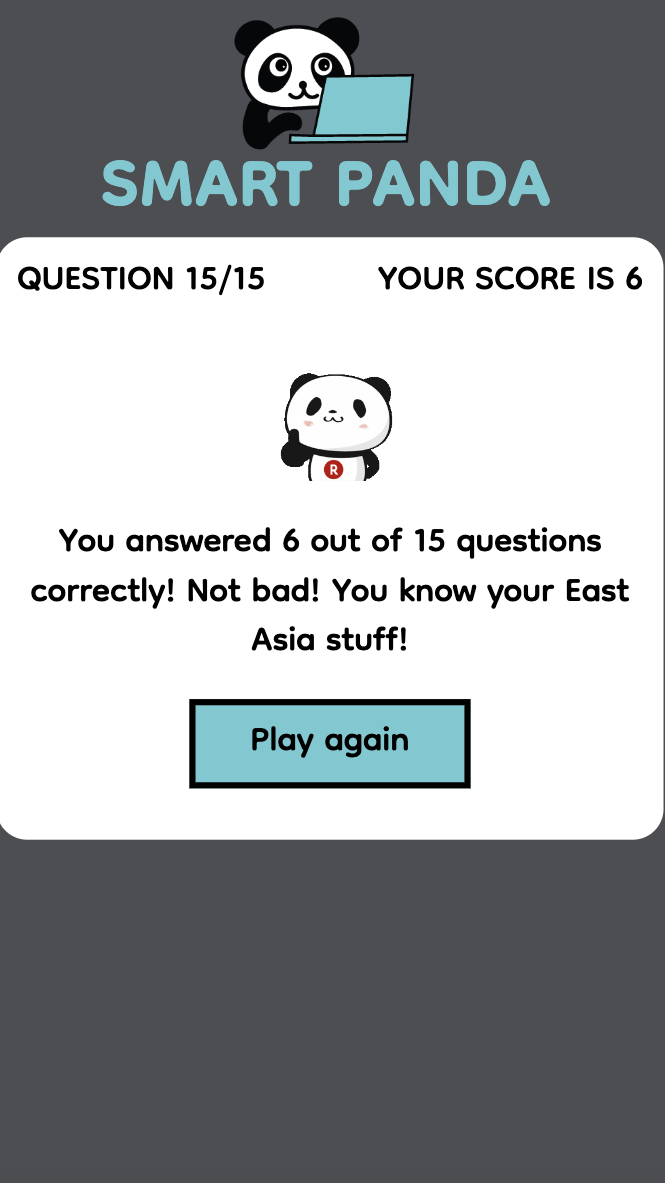 SMART PANDA
QUESTION 15/15
YOUR SCORE IS 6
R
You answered 6 out of 15 questions
correctly! Not bad! You know your East
Asia stuff!
Play again